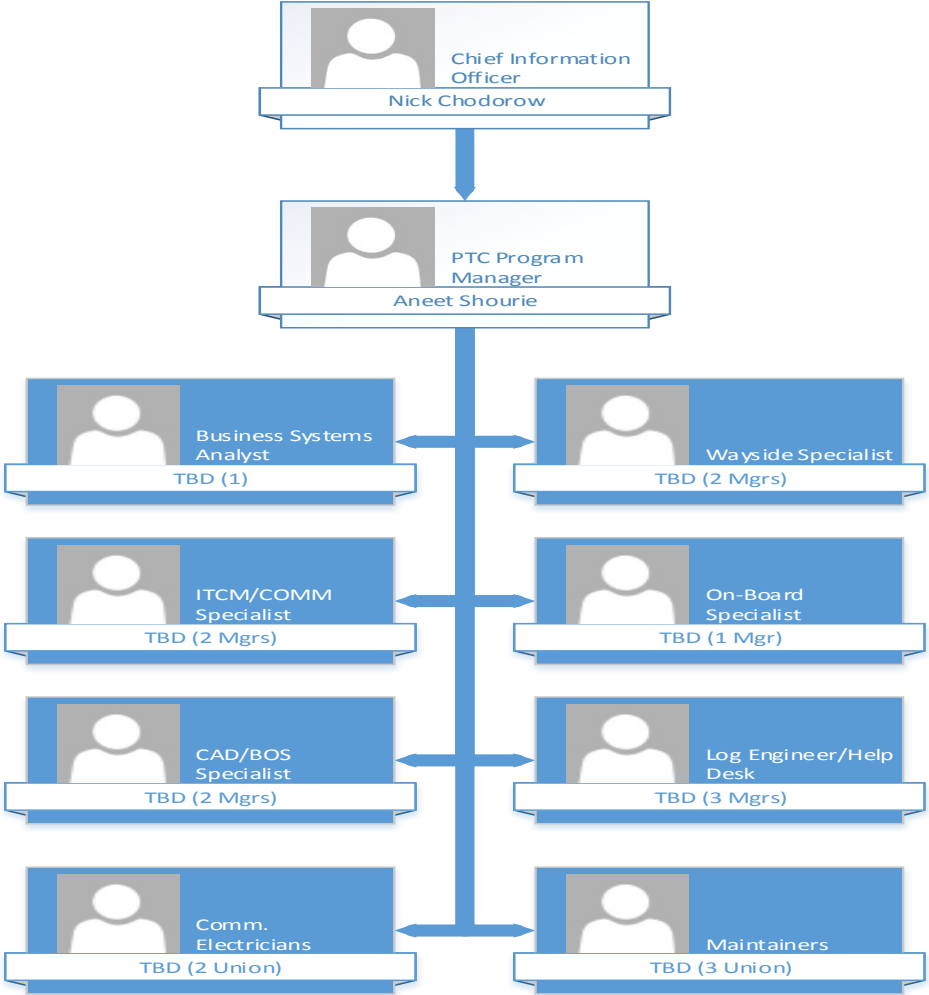 Chief Information
Officer
Nick Chodorow
PTC Program
Manager
Aneet Shourie
Business Systems
Analyst
TBD (1)
Wayside Specialist
TBD (2 Mgrs)
ITCM/COMM
Specialist
TBD (2 Mgrs)
On-Board
Specialist
TBD (1 Mgr)
CAD/BOS
Specialist
TBD (2 Mgrs)
Log Engineer/Help
Desk
TBD (3 Mgrs)
Comm.
Electricians
TBD (2 Union)
Maintainers
TBD (3 Union)